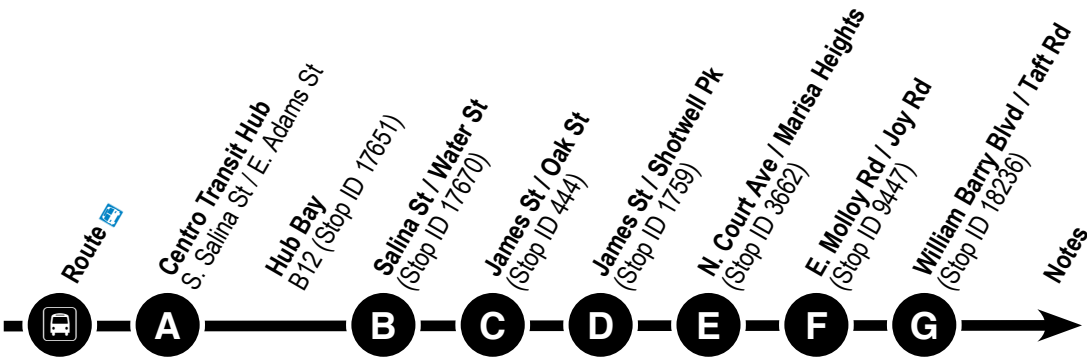 Route
Centro Transit Hub
S. Salina St / E. Adams St
Hub Bay
B12 (Stop ID 17651)
Salina St / Water St
(Stop ID 17670)
James St / Oak St
(Stop ID 444)
James St / Shotwell Pk
(Stop ID 1759)
N. Court Ave / Marisa Heights
(Stop ID 3662)
E. Molloy Rd / Joy Rd
(Stop ID 9447)
William Barry Blvd / Taft Rd
(Stop ID 18236)
Notes
A B C D E F G